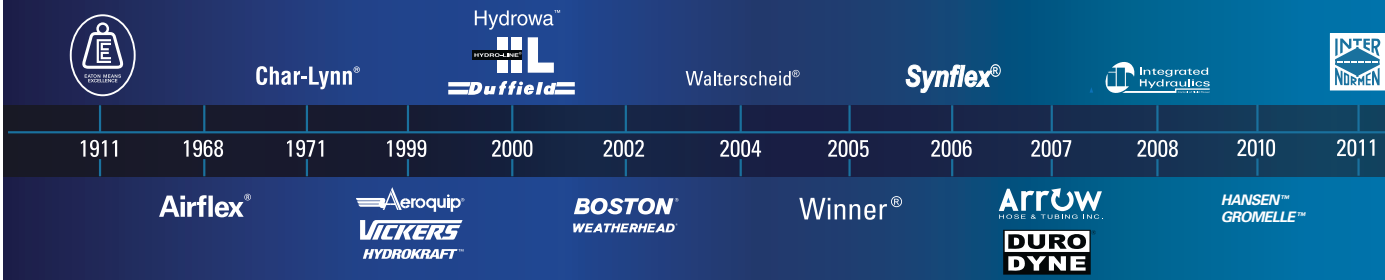 E
EATON MEANS
EXCELLENCE
Char-Lynn®
Hydrowa™
HYDRO-LINE®
HL
Duffield
Walterscheid®
Synflex®
Integrated
Hydraulics
INTER
NORMEN
1911 1968 1971 1999 2000 2002 2004 2005 2006 2007 2008 2010 2011
Airflex®
Aeroquip®
VICKERS
HYDROKRAFT™
BOSTON®
WEATHERHEAD®
Winner®
Arrow
HOSE & TUBING INC.
DURO
DYNE
HANSEN™
GROMELLE™